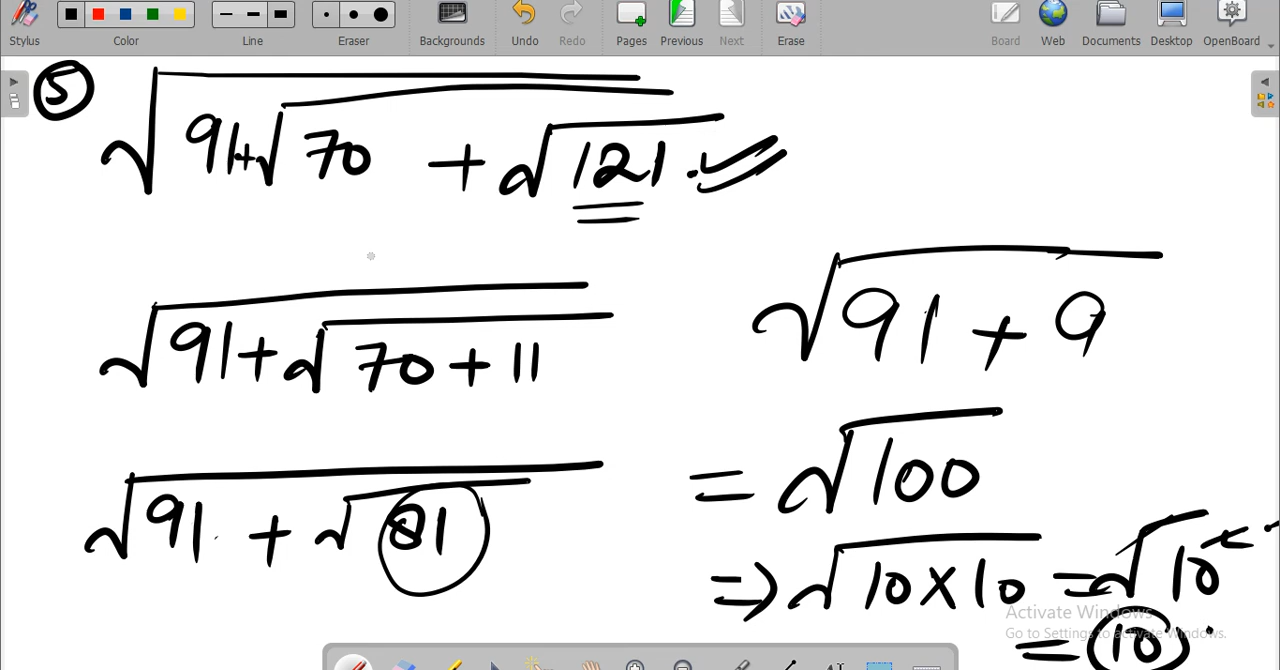 Stylus Color Line Eraser Backgrounds Undo Redo Pages Previous Next Erase Board Web Documents Desktop OpenBoard
5 √(91+√(70 + √121.
√(91+√(70+11
√(91 + √81
√(91+9
= √100
=> √(10×10 = √10²
= 10.
Activate Windows
Go to Settings to activate Windows.